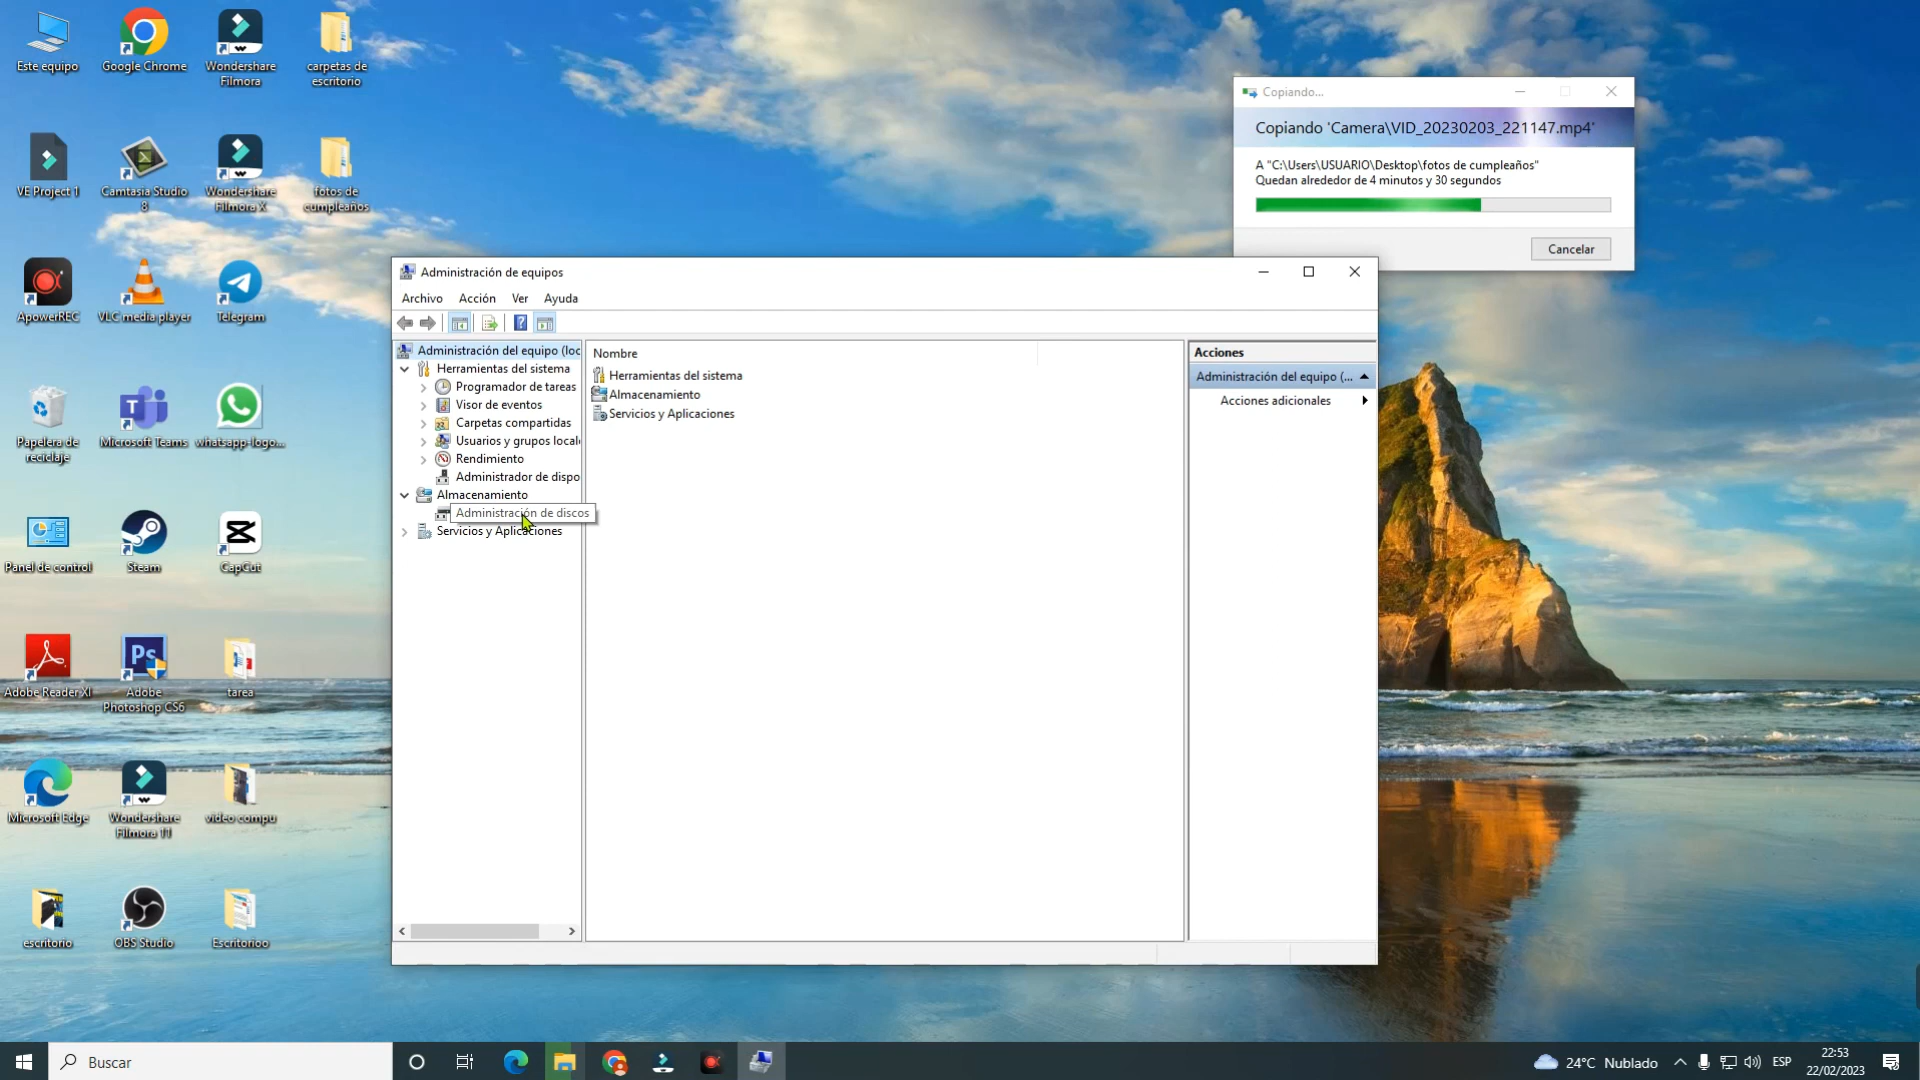 Este equipo
Google Chrome
Wondershare
Filmora
carpetas de
escritorio
VE Project 1
Camtasia Studio
8
Wondershare
Filmora X
fotos de
cumpleaños
ApowerREC
VLC media player
Telegram
Papelera de
reciclaje
Microsoft Teams
whatsapp-logo...
Panel de control
Steam
CapCut
Adobe Reader XI
Adobe
Photoshop CS6
tarea
Microsoft Edge
Wondershare
Filmora 11
video compu
escritorio
OBS Studio
Escritorioo
Copiando...
Copiando 'Camera\VID_20230203_221147.mp4'
A "C:\Users\USUARIO\Desktop\fotos de cumpleaños"
Quedan alrededor de 4 minutos y 30 segundos
Cancelar
Administración de equipos
Archivo Acción Ver Ayuda
Administración del equipo (loc
Herramientas del sistema
Programador de tareas
Visor de eventos
Carpetas compartidas
Usuarios y grupos local
Rendimiento
Administrador de dispo
Almacenamiento
Administración de discos
Servicios y Aplicaciones
Nombre
Herramientas del sistema
Almacenamiento
Servicios y Aplicaciones
Acciones
Administración del equipo (...
Acciones adicionales
Buscar
24°C Nublado
ESP
22:53
22/02/2023